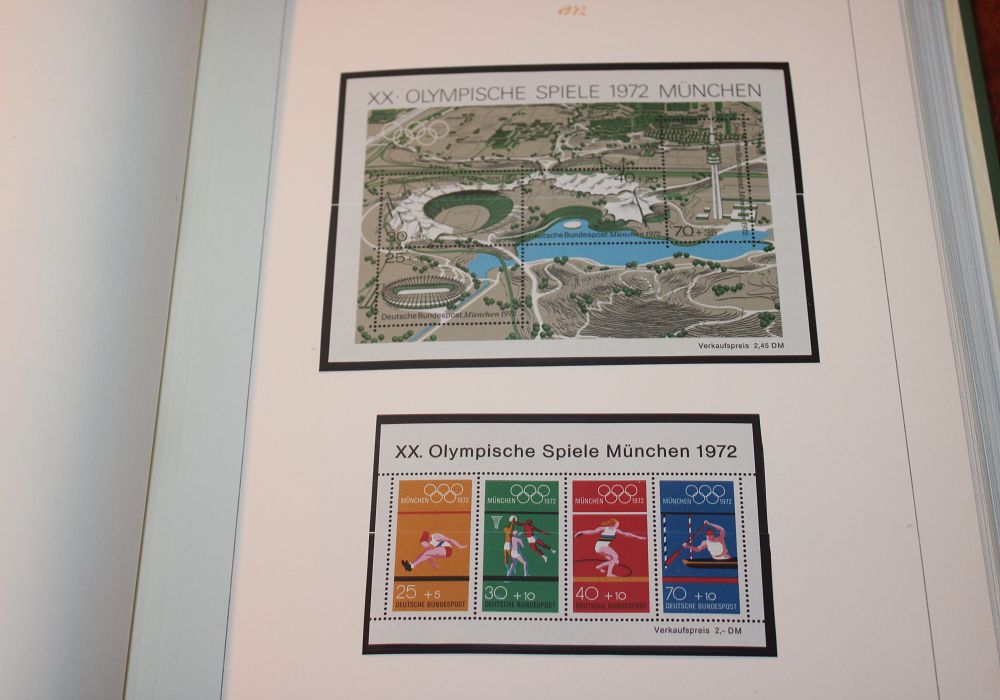 1972
XX. OLYMPISCHE SPIELE 1972 MÜNCHEN
40 + 20
30 +
Deutsche Bundespost München 1972
70 + 35
25 +
Deutsche Bundespost München 1972
Verkaufspreis 2,45 DM
XX. Olympische Spiele München 1972
MÜNCHEN 1972 MÜNCHEN 1972 MÜNCHEN 1972 MÜNCHEN 1972
25 +5 30 +10 40 +10 70 +10
DEUTSCHE BUNDESPOST DEUTSCHE BUNDESPOST DEUTSCHE BUNDESPOST DEUTSCHE BUNDESPOST
Verkaufspreis 2,- DM